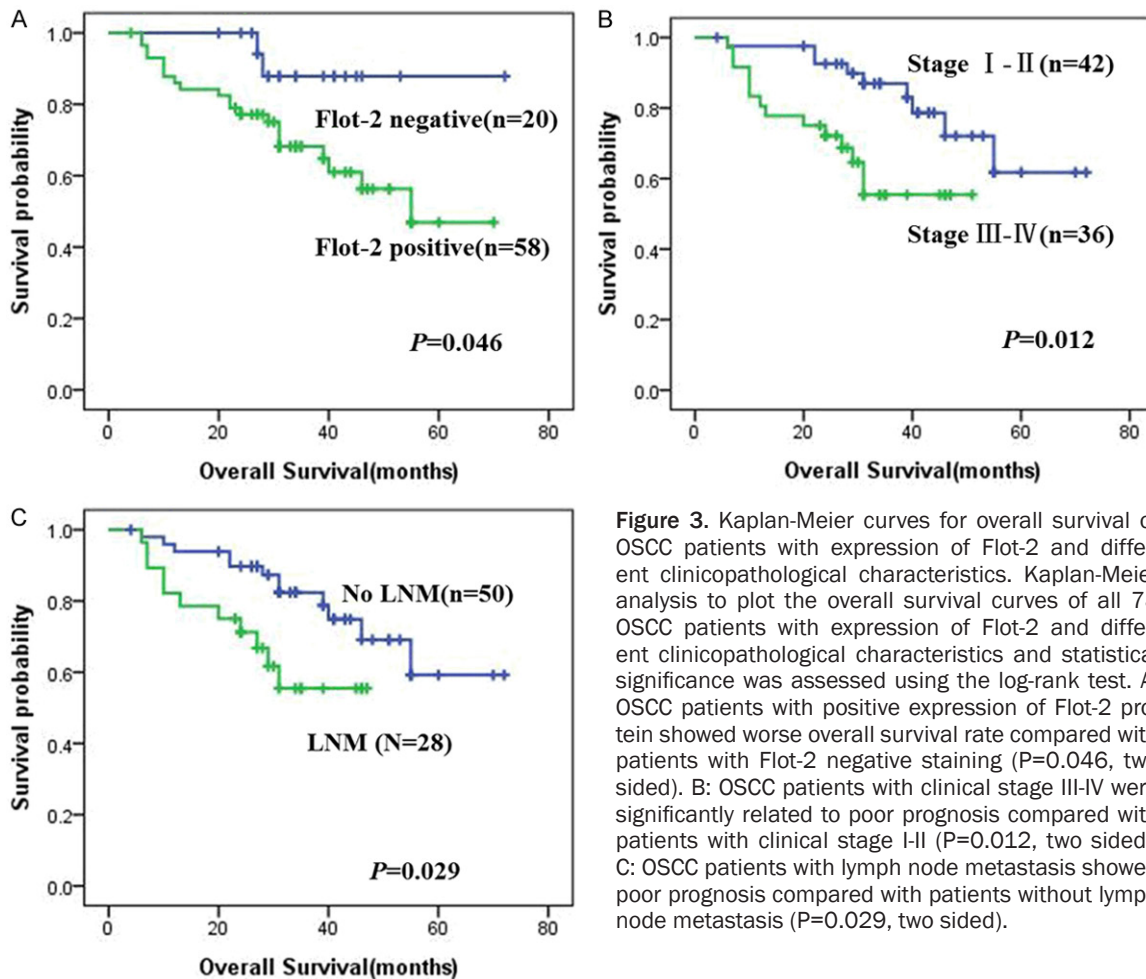 A
1.0
0.8
0.6
0.4
0.2
0.0
Survival probability
Flot-2 negative(n=20)
Flot-2 positive(n=58)
P=0.046
0 20 40 60 80
Overall Survival(months)
B
1.0
0.8
0.6
0.4
0.2
0.0
Survival probability
Stage I-II(n=42)
Stage III-IV(n=36)
P=0.012
0 20 40 60 80
Overall Survival(months)
C
1.0
0.8
0.6
0.4
0.2
0.0
Survival probability
No LNM(n=50)
LNM (N=28)
P=0.029
0 20 40 60 80
Overall Survival(months)
Figure 3. Kaplan-Meier curves for overall survival
OSCC patients with expression of Flot-2 and differ
ent clinicopathological characteristics. Kaplan-Meie
analysis to plot the overall survival curves of all
OSCC patients with expression of Flot-2 and differ
ent clinicopathological characteristics and statistica
significance was assessed using the log-rank test.
OSCC patients with positive expression of Flot-2 pro
tein showed worse overall survival rate compared wit
patients with Flot-2 negative staining (P=0.046, tw
sided). B: OSCC patients with clinical stage III-IV wer
significantly related to poor prognosis compared wit
patients with clinical stage I-II (P=0.012, two sided
C: OSCC patients with lymph node metastasis showe
poor prognosis compared with patients without lymp
node metastasis (P=0.029, two sided).